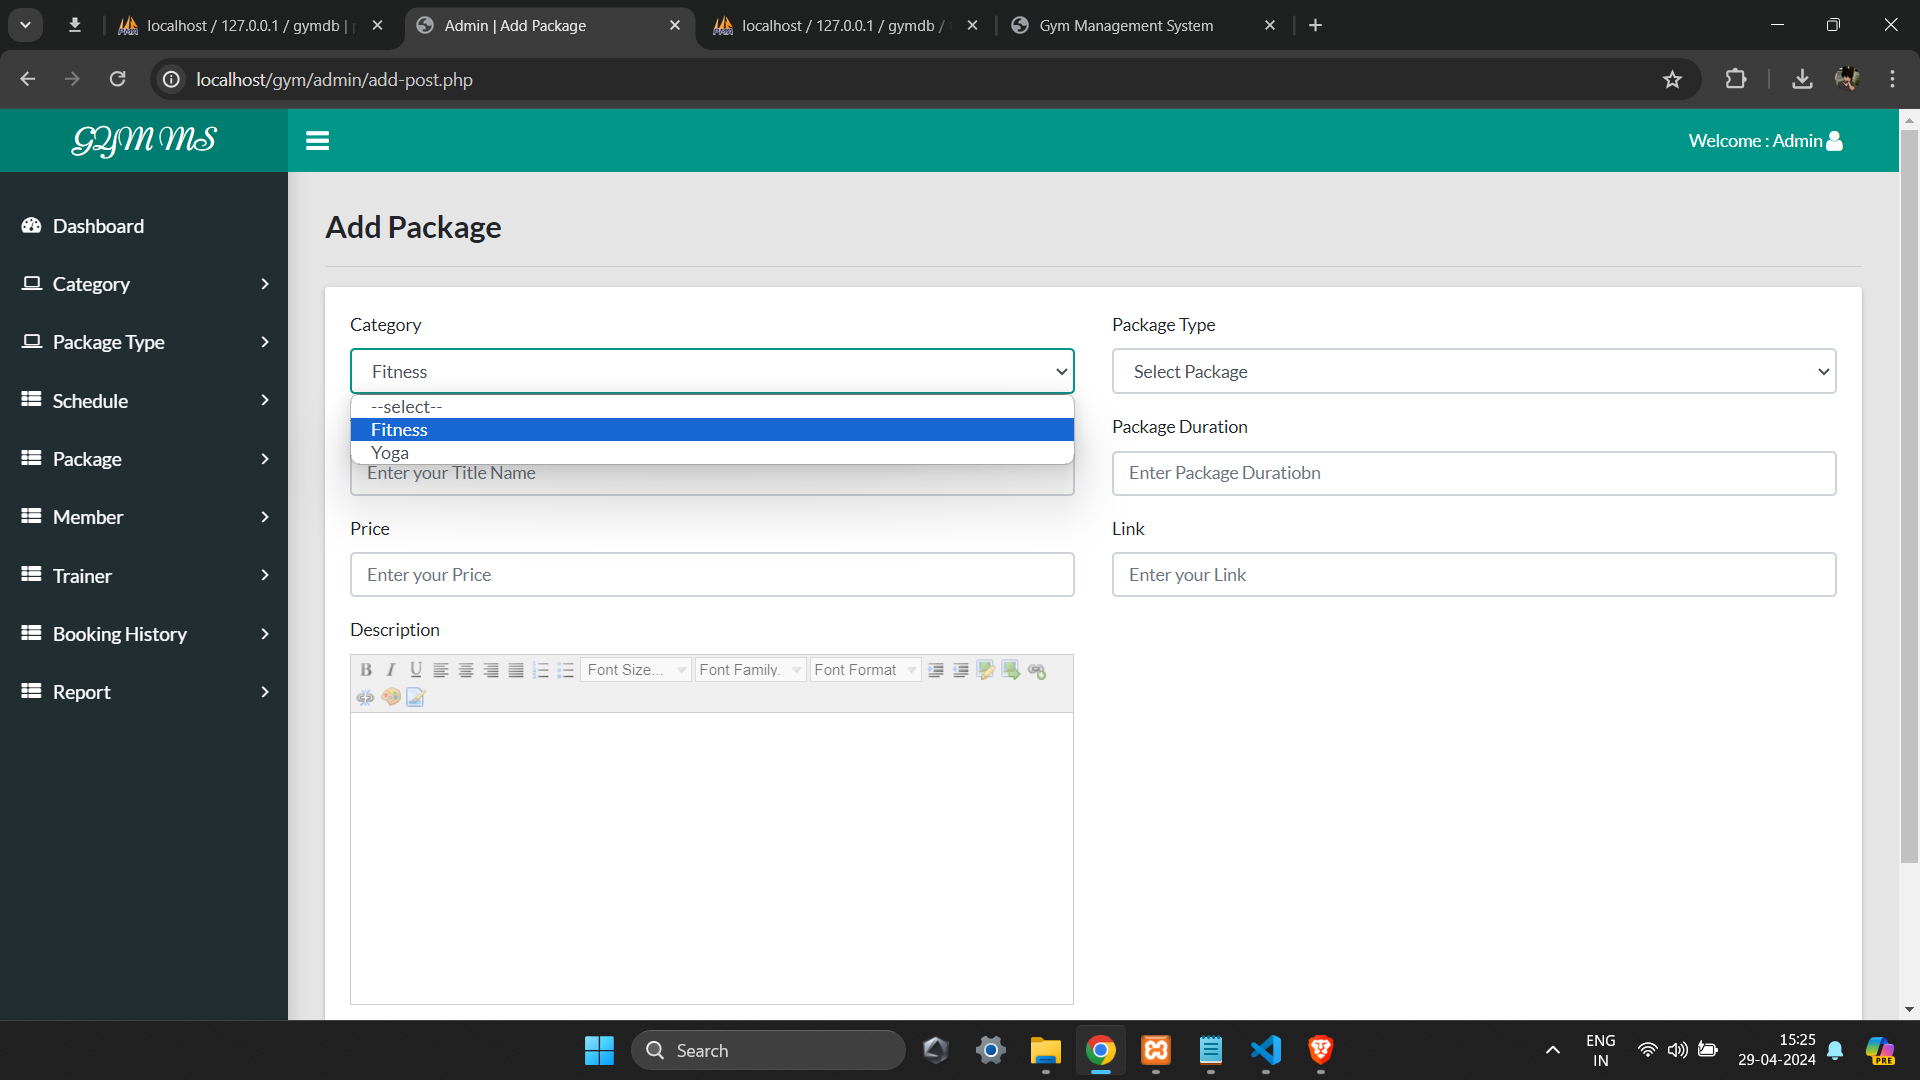 localhost / 127.0.0.1 / gymdb |
Admin | Add Package
localhost / 127.0.0.1 / gymdb /
Gym Management System
localhost/gym/admin/add-post.php
GYM MS
Welcome : Admin
Dashboard
Category
Package Type
Schedule
Package
Member
Trainer
Booking History
Report
Add Package
Category
Package Type
Fitness
Select Package
--select--
Fitness
Yoga
Package Duration
Enter your Title Name
Enter Package Duratiobn
Price
Link
Enter your Price
Enter your Link
Description
B I U Font Size... Font Family. Font Format
Search
ENG
IN
15:25
29-04-2024
PRE